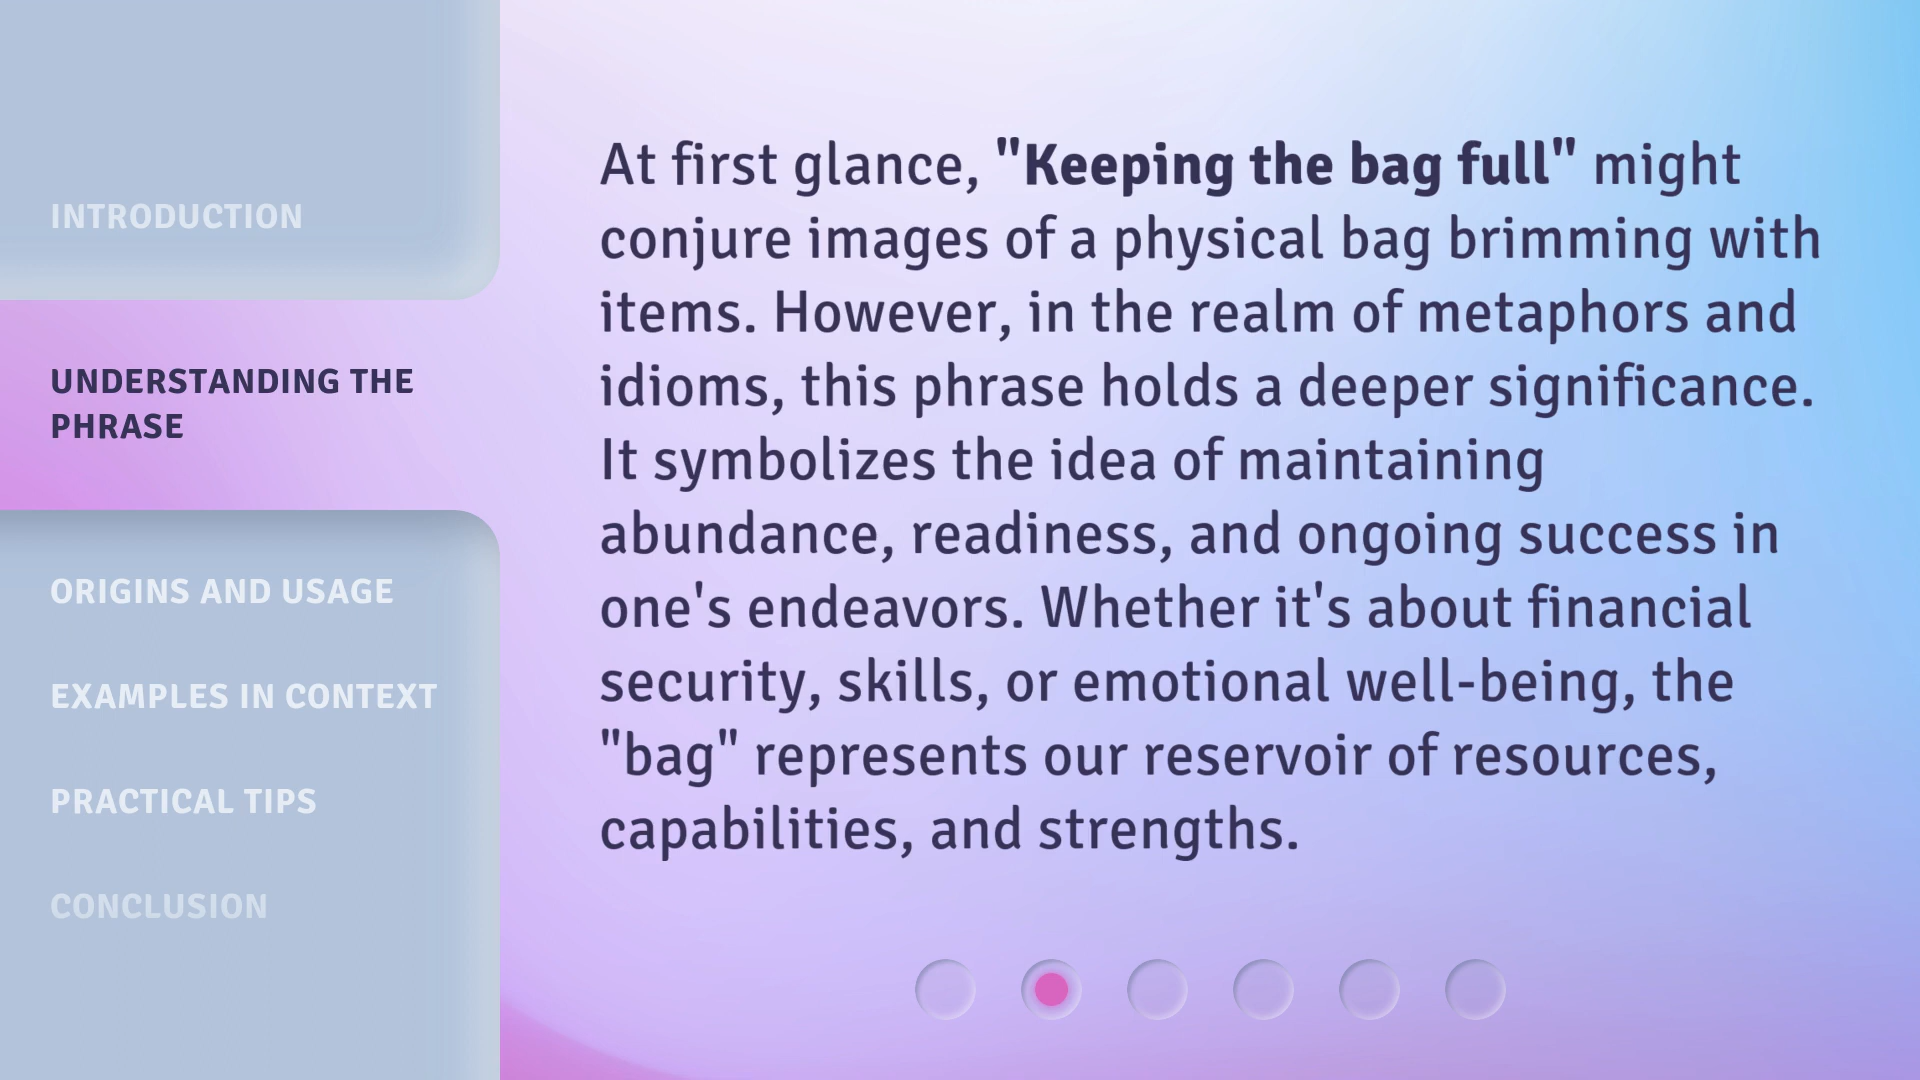 INTRODUCTION
UNDERSTANDING THE
PHRASE
ORIGINS AND USAGE
EXAMPLES IN CONTEXT
PRACTICAL TIPS
CONCLUSION
At first glance, "Keeping the bag full" might
conjure images of a physical bag brimming with
items. However, in the realm of metaphors and
idioms, this phrase holds a deeper significance.
It symbolizes the idea of maintaining
abundance, readiness, and ongoing success in
one's endeavors. Whether it's about financial
security, skills, or emotional well-being, the
"bag" represents our reservoir of resources,
capabilities, and strengths.